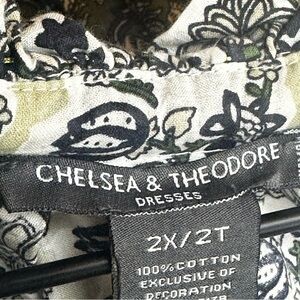 CHELSEA & THEODORE
DRESSES
2X/2T
100% COTTON
EXCLUSIVE OF
DECORATION